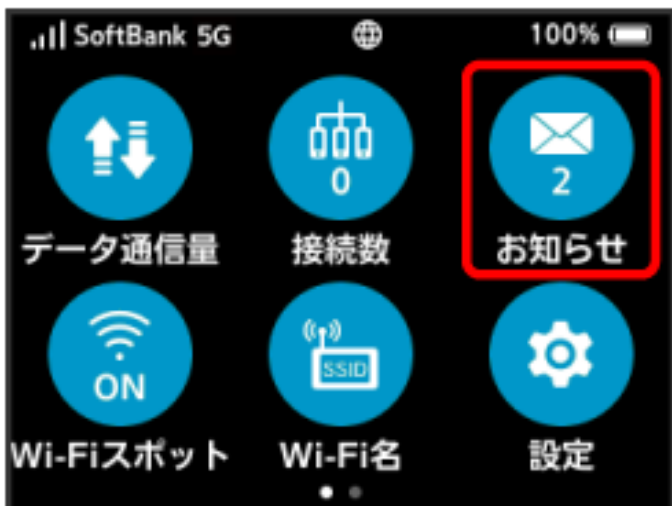 SoftBank 5G 100%
0 2
データ通信量 接続数 お知らせ
ON SSID
Wi-Fiスポット Wi-Fi名 設定